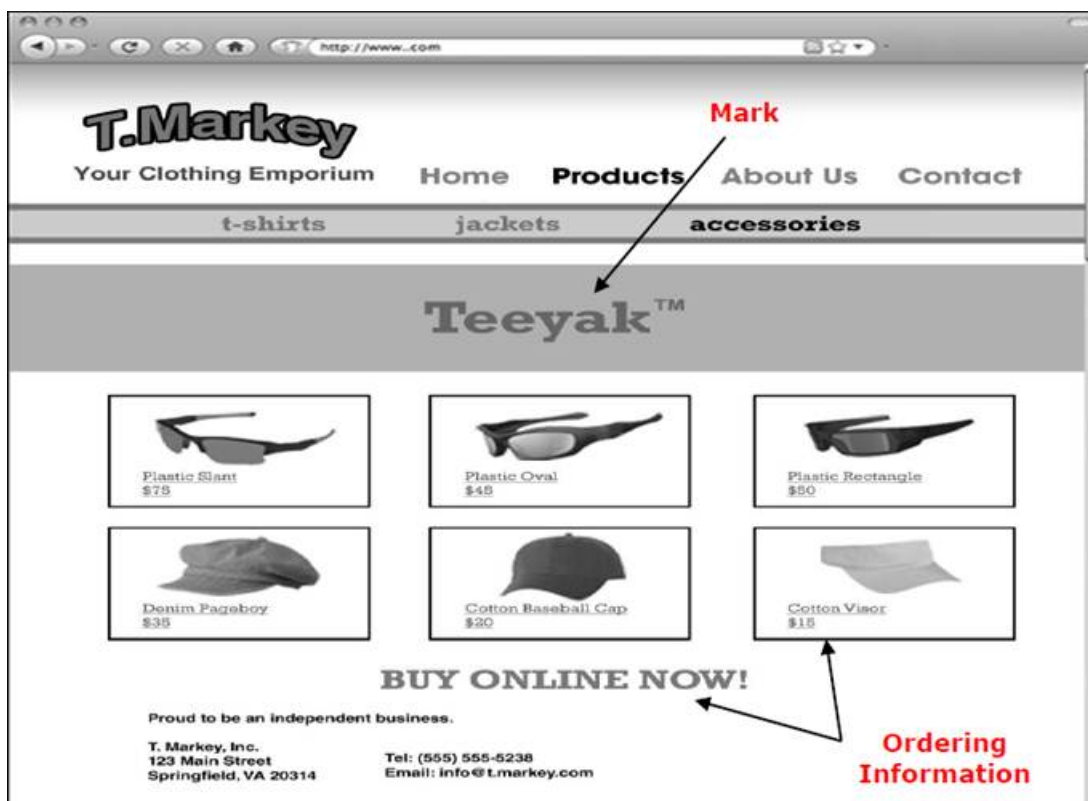 http://www..com
T.Markey
Mark
Your Clothing Emporium
Home Products About Us Contact
t-shirts jackets accessories
Teeyak™
Plastic Slant
$75
Plastic Oval
$45
Plastic Rectangle
$50
Denim Pageboy
$35
Cotton Baseball Cap
$20
Cotton Visor
$15
BUY ONLINE NOW!
Proud to be an independent business.
T. Markey, Inc.
123 Main Street
Springfield, VA 20314
Tel: (555) 555-5238
Email: info@t.markey.com
Ordering
Information